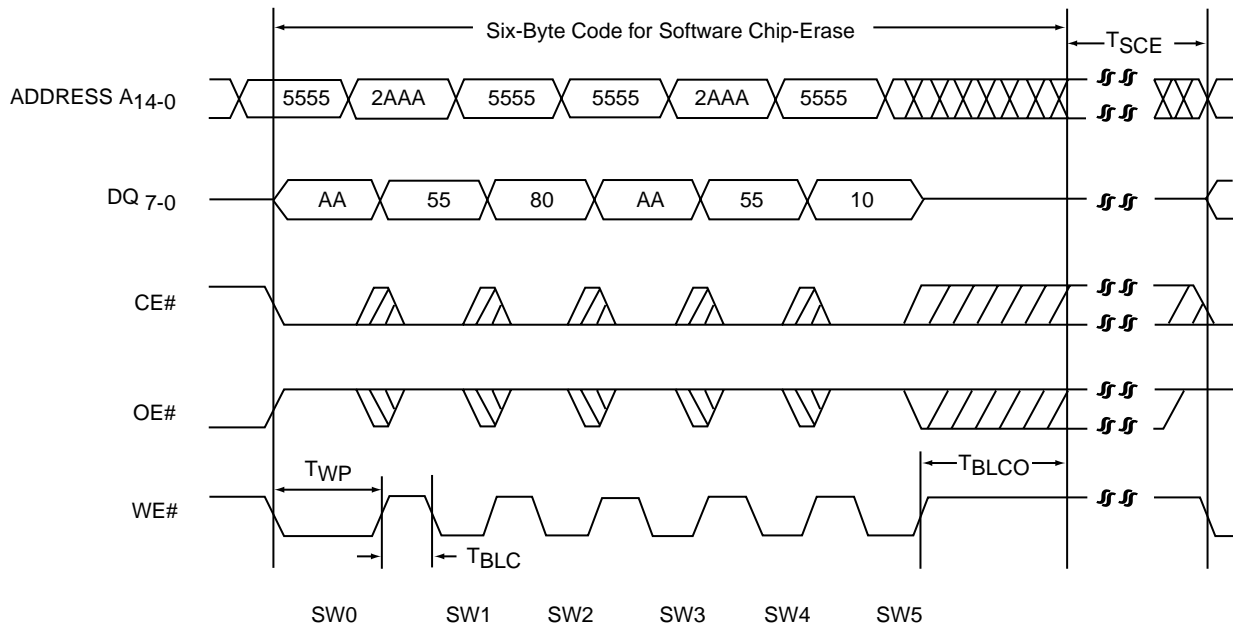 Six-Byte Code for Software Chip-Erase
TSCE
ADDRESS A14-0
5555 2AAA 5555 5555 2AAA 5555
DQ 7-0
AA 55 80 AA 55 10
CE#
OE#
TWP
TBLCO
WE#
TBLC
SW0 SW1 SW2 SW3 SW4 SW5